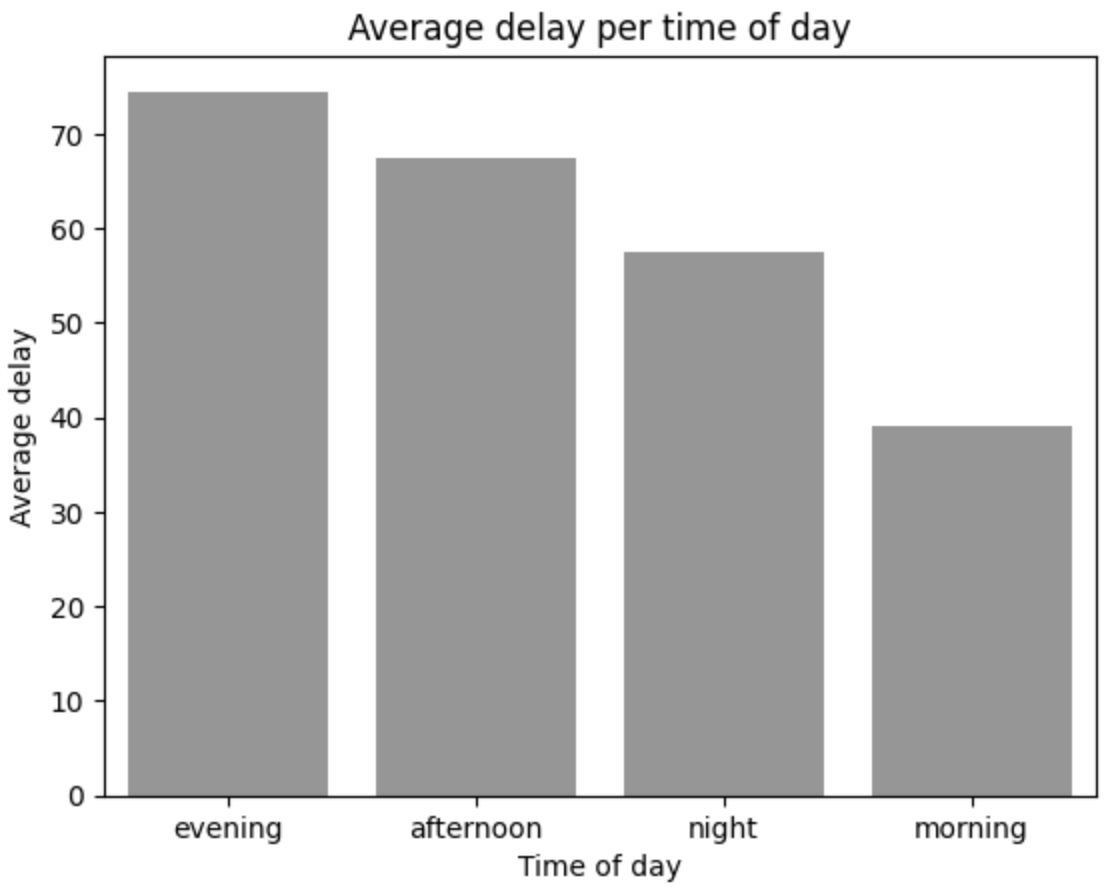 Average delay per time of day
Average delay
70
60
50
40
30
20
10
0
evening afternoon night morning
Time of day